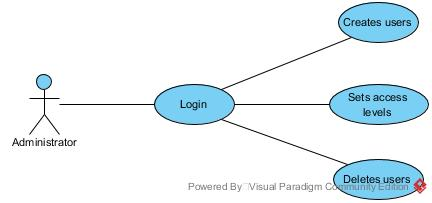 Creates users
Login
Sets access
levels
Administrator
Deletes users
Powered By Visual Paradigm Community Edition